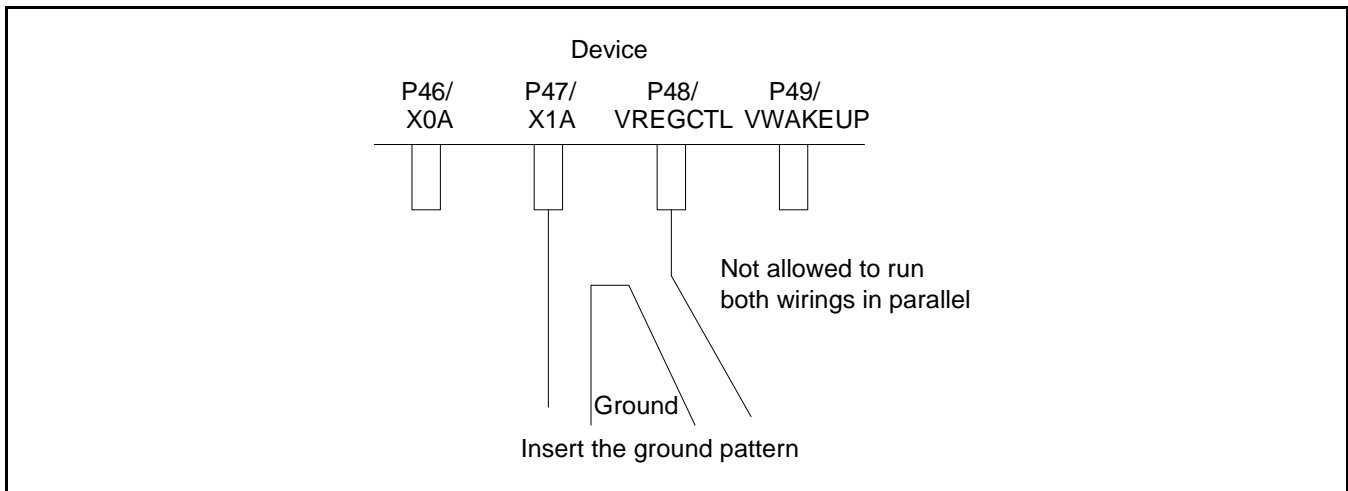 Device
P46/ P47/ P48/ P49/
X0A X1A VREGCTL VWAKEUP
Not allowed to run
both wirings in parallel
Ground
Insert the ground pattern